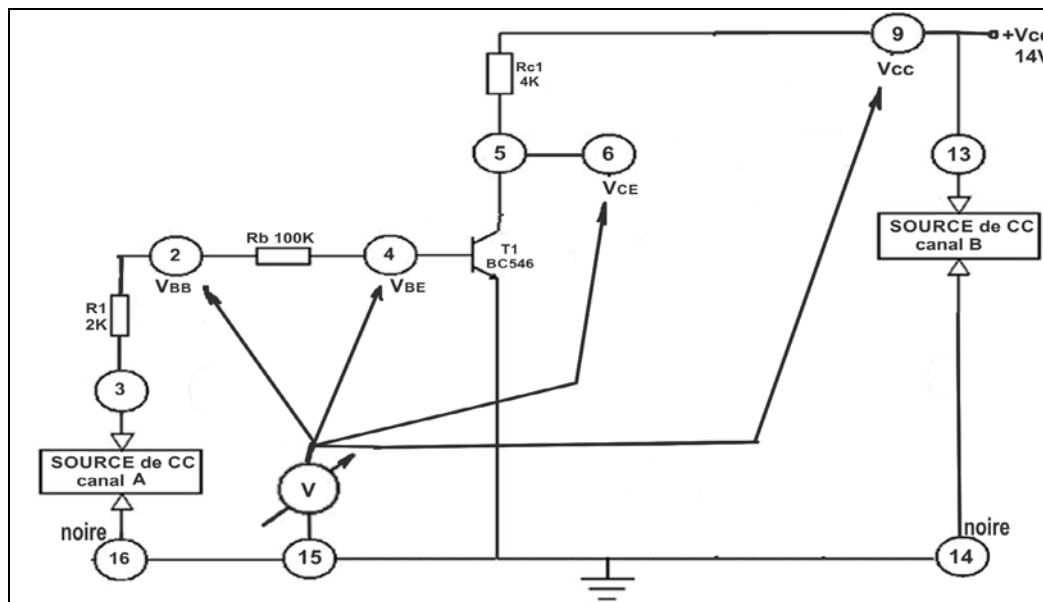 9
+Vcc
14V
Rc1
4K
Vcc
5
6
13
VCE
SOURCE de CC
canal B
2
Rb 100K
4
T1
BC546
VBB
VBE
R1
2K
3
SOURCE de CC
canal A
V
noire
noire
16
15
14